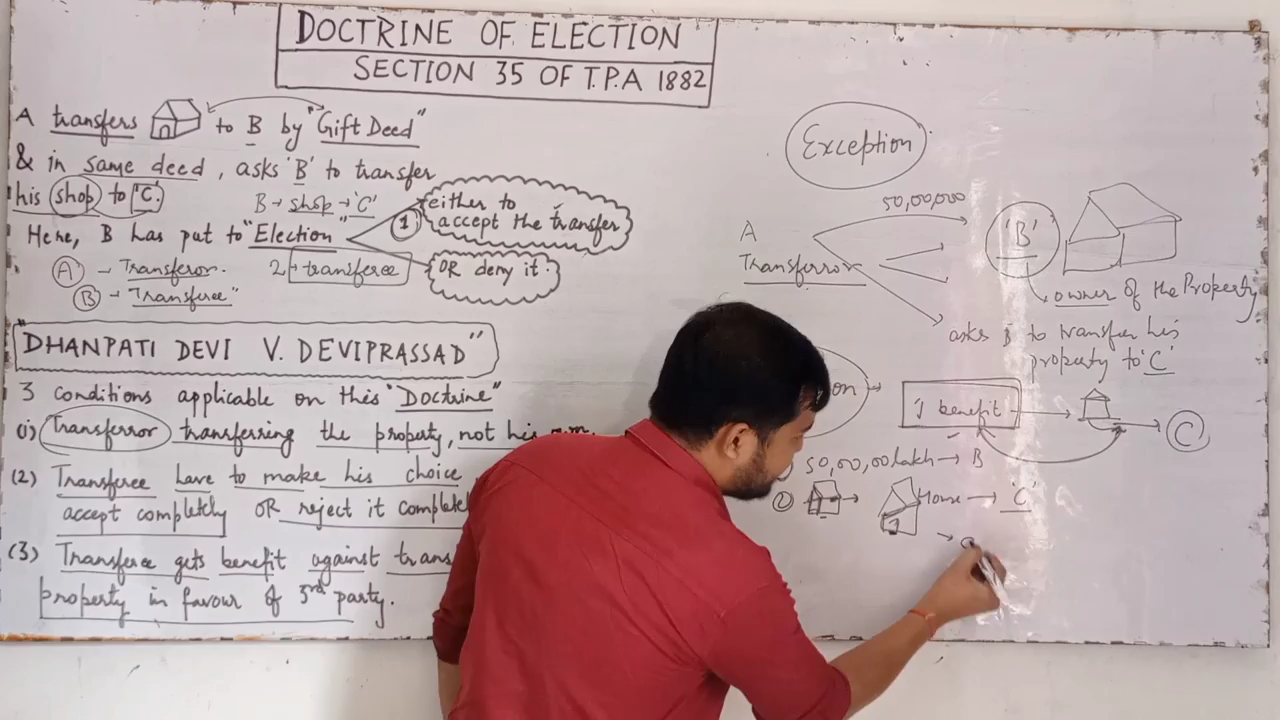 DOCTRINE OF ELECTION
SECTION 35 OF T.P.A 1882
A transfers to B by "Gift Deed"
& in same deed, asks 'B' to transfer
his shop to 'C'.
B → shop → 'C'
Here, B has put to "Election"
1
either to
accept the transfer
OR deny it.
A - Transferor.
2 - transferee
B - Transferee"
"DHANPATI DEVI V. DEVIPRASSAD"
3 conditions applicable on this "Doctrine"
(1) Transferror transferring the property, not his
(2) Transferee have to make his choice
accept completely OR reject it complete
(3) Transferee gets benefit against trans
property in favour of 3rd party.
Exception
50,00,000
A
Transferror
'B'
owner of the Property
asks B to transfer his
property to 'C'
on →
1 benefit
C
50,00,00 lakh → B
② House → 'C'